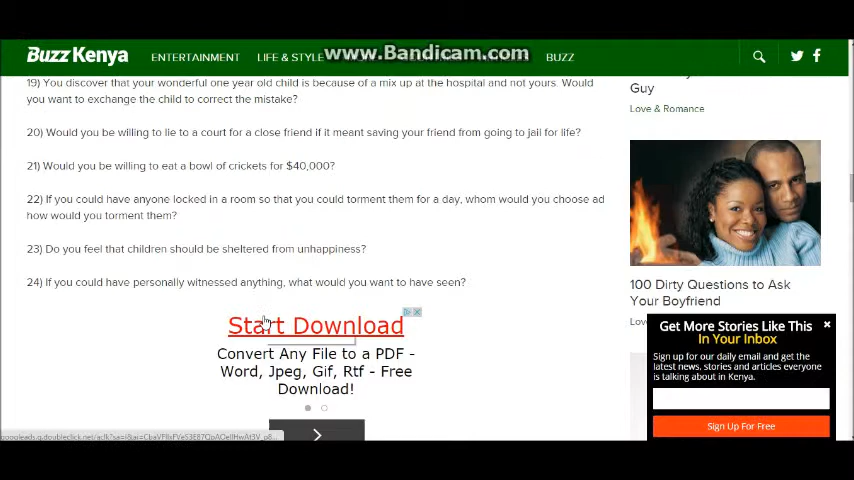 www.Bandicam.com
BuzzKenya ENTERTAINMENT LIFE & STYLE BUZZ
19) You discover that your wonderful one year old child is because of a mix up at the hospital and not yours. Would
you want to exchange the child to correct the mistake?
20) Would you be willing to lie to a court for a close friend if it meant saving your friend from going to jail for life?
21) Would you be willing to eat a bowl of crickets for $40,000?
22) If you could have anyone locked in a room so that you could torment them for a day, whom would you choose ad
how would you torment them?
23) Do you feel that children should be sheltered from unhappiness?
24) If you could have personally witnessed anything, what would you want to have seen?
Start Download
Convert Any File to a PDF -
Word, Jpeg, Gif, Rtf - Free
Download!
Guy
Love & Romance
100 Dirty Questions to Ask
Your Boyfriend
Get More Stories Like This
In Your Inbox
Sign up for our daily email and get the
latest news, stories and articles everyone
is talking about in Kenya.
Sign Up For Free